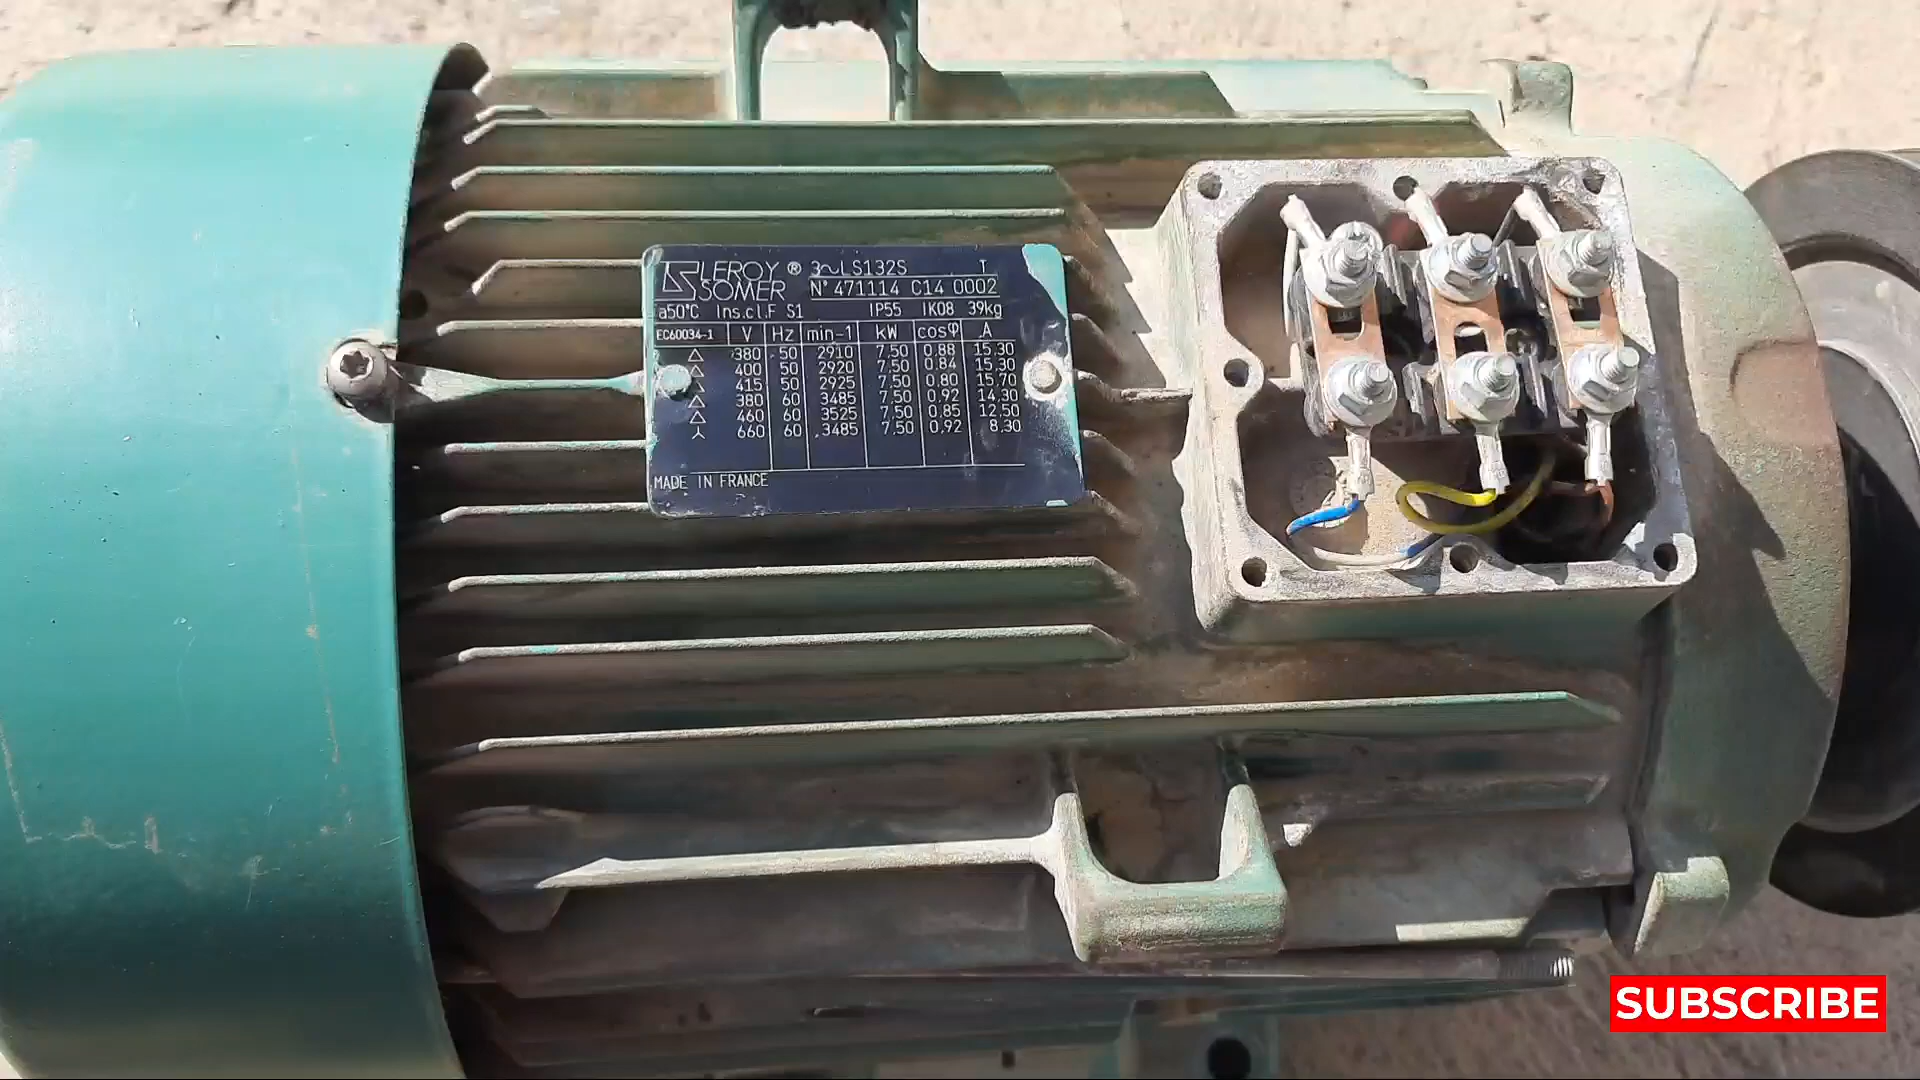 LEROY ® 3~LS132S T
SOMER N° 471114 C14 0002
a50°C Ins.cl.F S1 IP55 IK08 39kg
IEC60034-1 V Hz min-1 kW cosφ A
△ 380 50 2910 7,50 0,88 15,30
△ 400 50 2920 7,50 0,84 15,30
△ 415 50 2925 7,50 0,80 15,70
△ 380 60 3485 7,50 0,92 14,30
△ 460 60 3525 7,50 0,85 12,50
⅄ 660 60 3485 7,50 0,92 8,30
MADE IN FRANCE
SUBSCRIBE